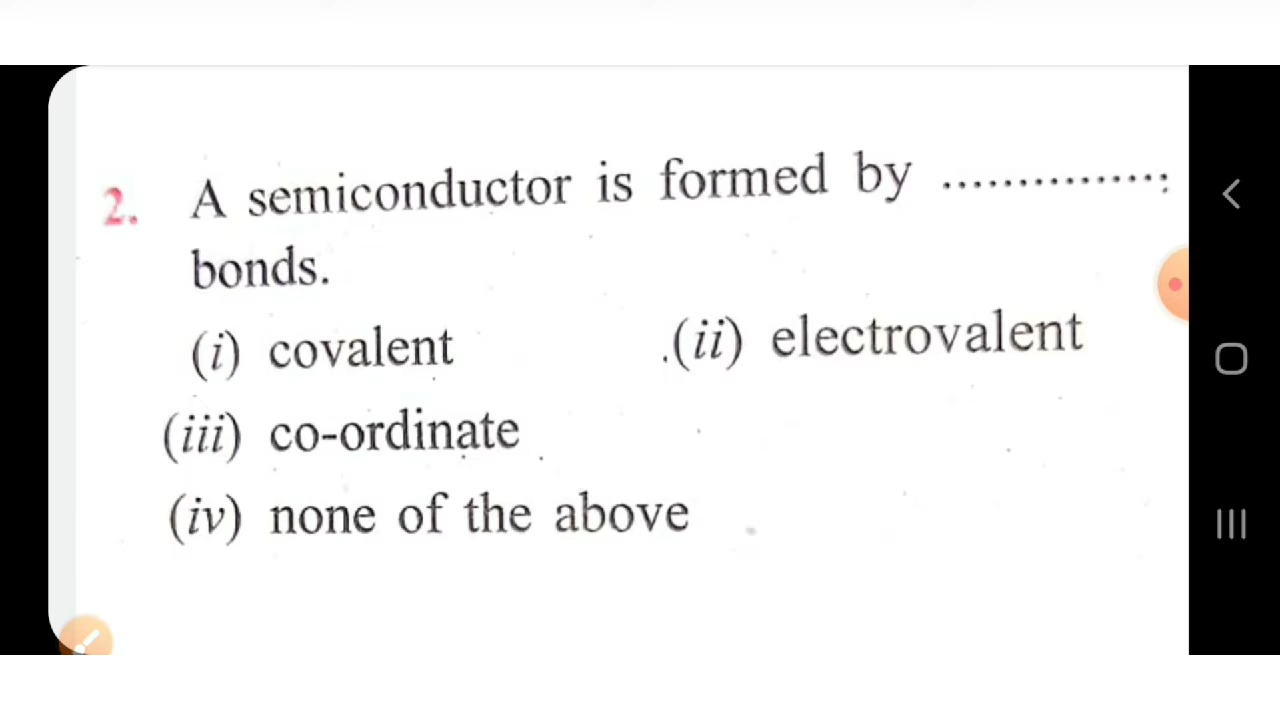 2. A semiconductor is formed by ................
bonds.
(i) covalent (ii) electrovalent
(iii) co-ordinate
(iv) none of the above